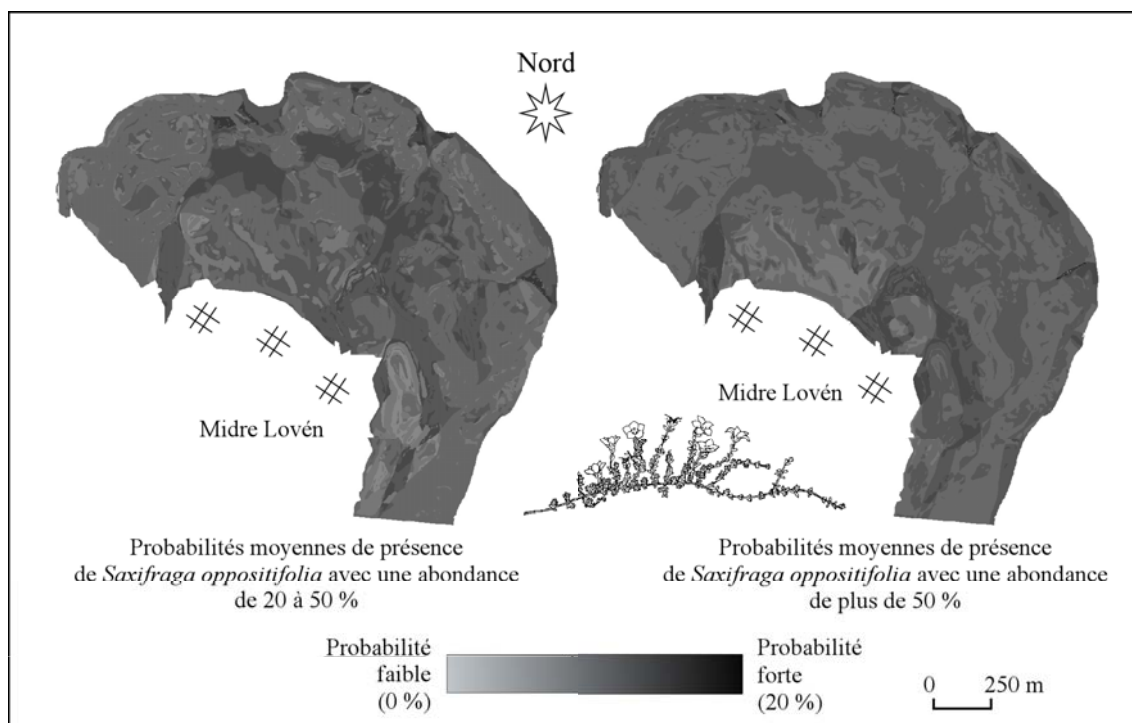 Nord
Midre Lovén
Midre Lovén
Probabilités moyennes de présence
de Saxifraga oppositifolia avec une abondance
de 20 à 50 %
Probabilités moyennes de présence
de Saxifraga oppositifolia avec une abondance
de plus de 50 %
Probabilité
faible
(0 %)
Probabilité
forte
(20 %)
0 250 m